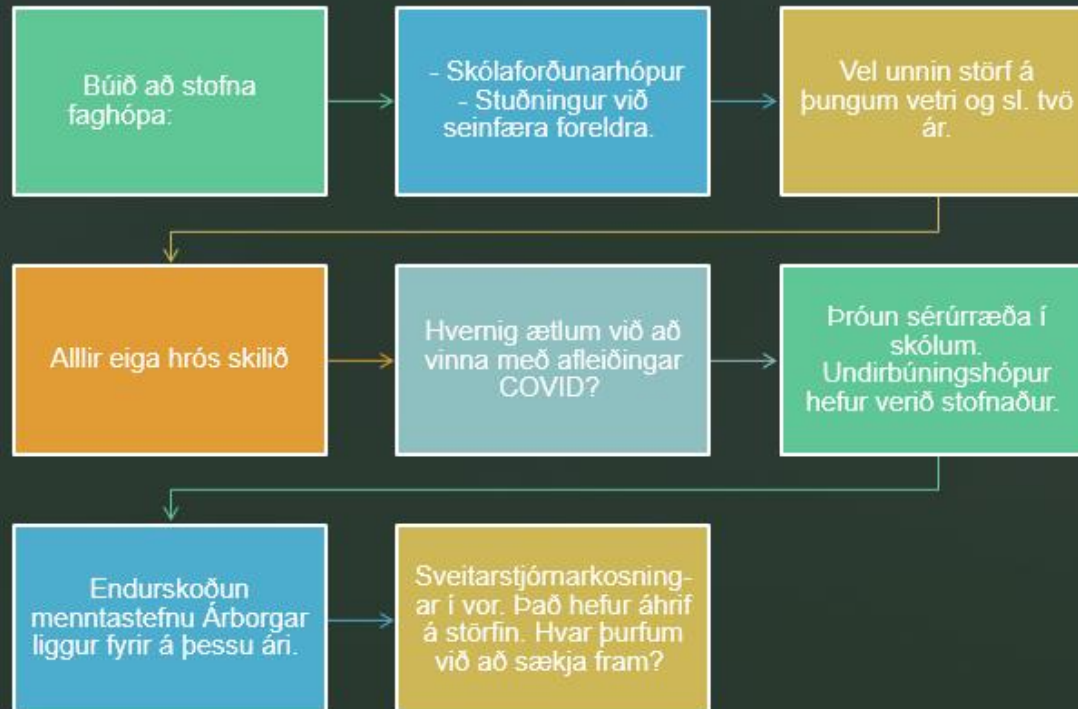 Búið að stofna
faghópa:
- Skólaforðunarhópur
- Stuðningur við
seinfæra foreldra.
Vel unnin störf á
þungum vetri og sl. tvö
ár.
Alllir eiga hrós skilið
Hvernig ætlum við að
vinna með afleiðingar
COVID?
Þróun sérúrræða í
skólum.
Undirbúningshópur
hefur verið stofnaður.
Endurskoðun
menntastefnu Árborgar
liggur fyrir á þessu ári.
Sveitarstjórnarkosning-
ar í vor. Það hefur áhrif
á störfin. Hvar þurfum
við að sækja fram?